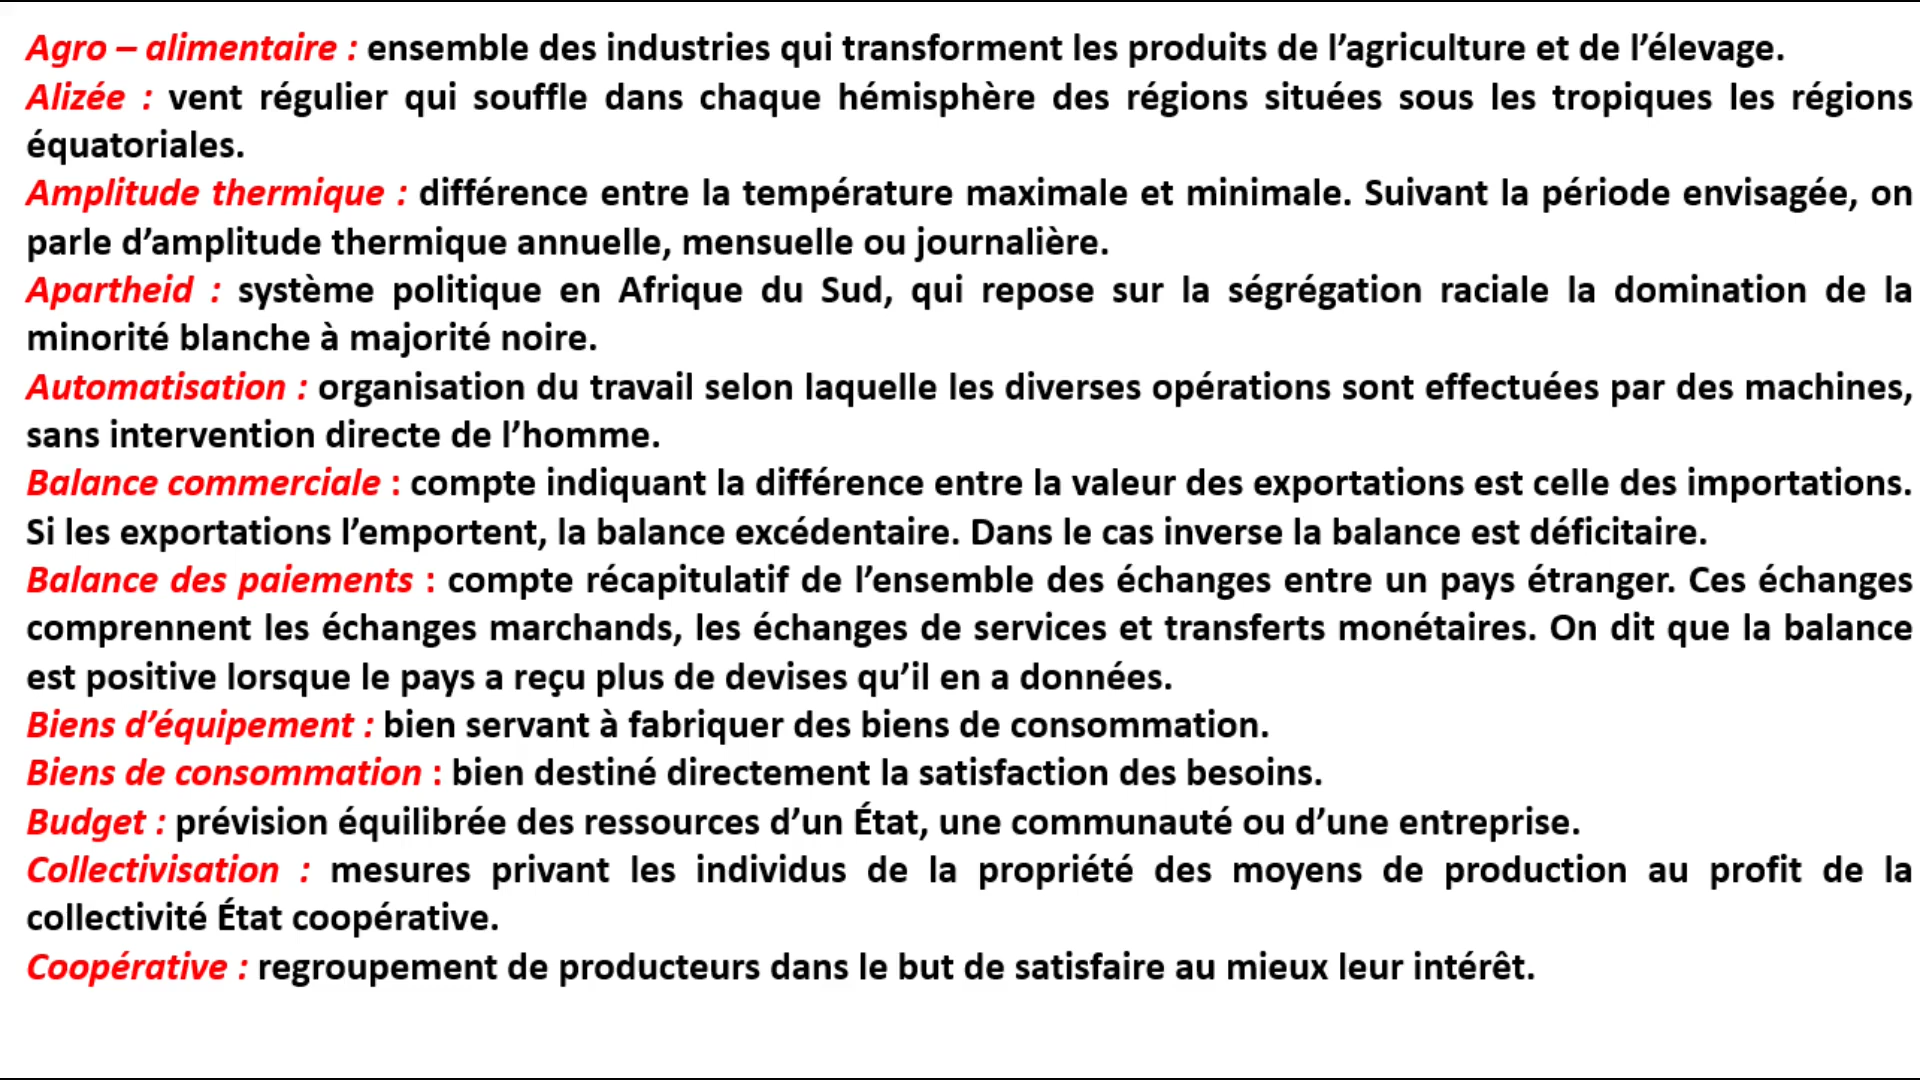 Agro – alimentaire : ensemble des industries qui transforment les produits de l’agriculture et de l’élevage.
Alizée : vent régulier qui souffle dans chaque hémisphère des régions situées sous les tropiques les régions
équatoriales.
Amplitude thermique : différence entre la température maximale et minimale. Suivant la période envisagée, on
parle d’amplitude thermique annuelle, mensuelle ou journalière.
Apartheid : système politique en Afrique du Sud, qui repose sur la ségrégation raciale la domination de la
minorité blanche à majorité noire.
Automatisation : organisation du travail selon laquelle les diverses opérations sont effectuées par des machines,
sans intervention directe de l’homme.
Balance commerciale : compte indiquant la différence entre la valeur des exportations est celle des importations.
Si les exportations l’emportent, la balance excédentaire. Dans le cas inverse la balance est déficitaire.
Balance des paiements : compte récapitulatif de l’ensemble des échanges entre un pays étranger. Ces échanges
comprennent les échanges marchands, les échanges de services et transferts monétaires. On dit que la balance
est positive lorsque le pays a reçu plus de devises qu’il en a données.
Biens d’équipement : bien servant à fabriquer des biens de consommation.
Biens de consommation : bien destiné directement la satisfaction des besoins.
Budget : prévision équilibrée des ressources d’un État, une communauté ou d’une entreprise.
Collectivisation : mesures privant les individus de la propriété des moyens de production au profit de la
collectivité État coopérative.
Coopérative : regroupement de producteurs dans le but de satisfaire au mieux leur intérêt.